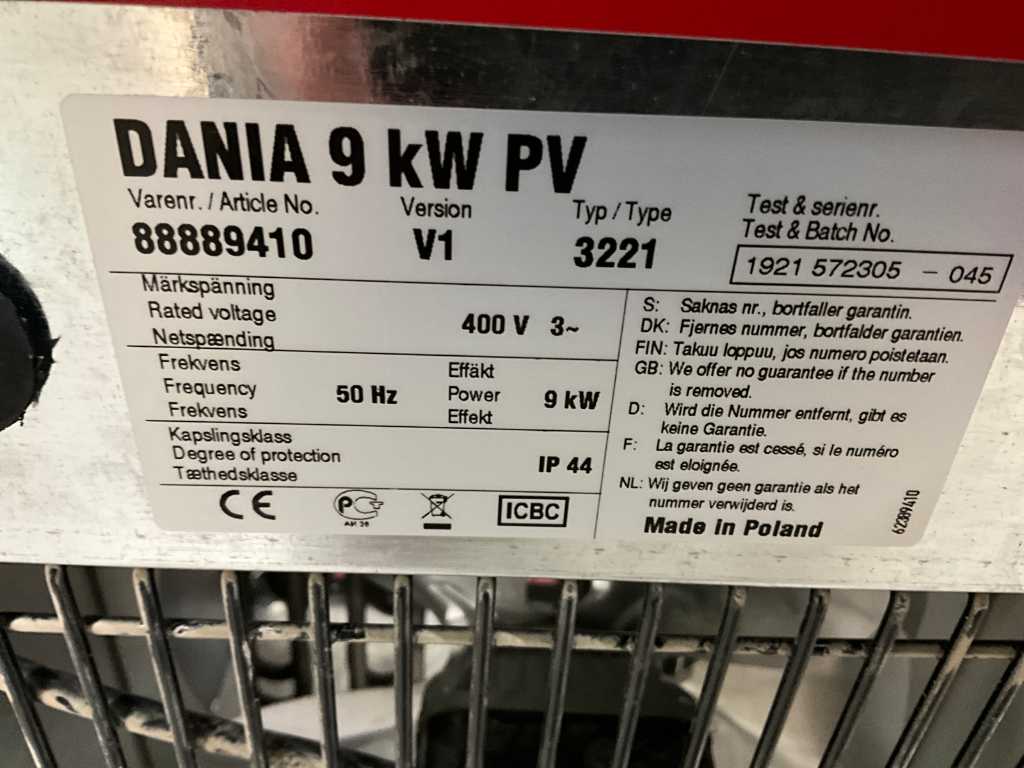 DANIA 9 kW PV
Varenr. / Article No.
88889410
Version
V1
Typ / Type
3221
Test & serienr.
Test & Batch No.
1921 572305 - 045
Märkspänning
Rated voltage
Netspænding
400 V 3~
Frekvens
Frequency
Frekvens
50 Hz
Effäkt
Power
Effekt
9 kW
Kapslingsklass
Degree of protection
Tæthedsklasse
IP 44
CE
ICBC
S: Saknas nr., bortfaller garantin.
DK: Fjernes nummer, bortfalder garantien.
FIN: Takuu loppuu, jos numero poistetaan.
GB: We offer no guarantee if the number
is removed.
D: Wird die Nummer entfernt, gibt es
keine Garantie.
F: La garantie est cessé, si le numéro
est eloignée.
NL: Wij geven geen garantie als het
nummer verwijderd is.
Made in Poland
62389410